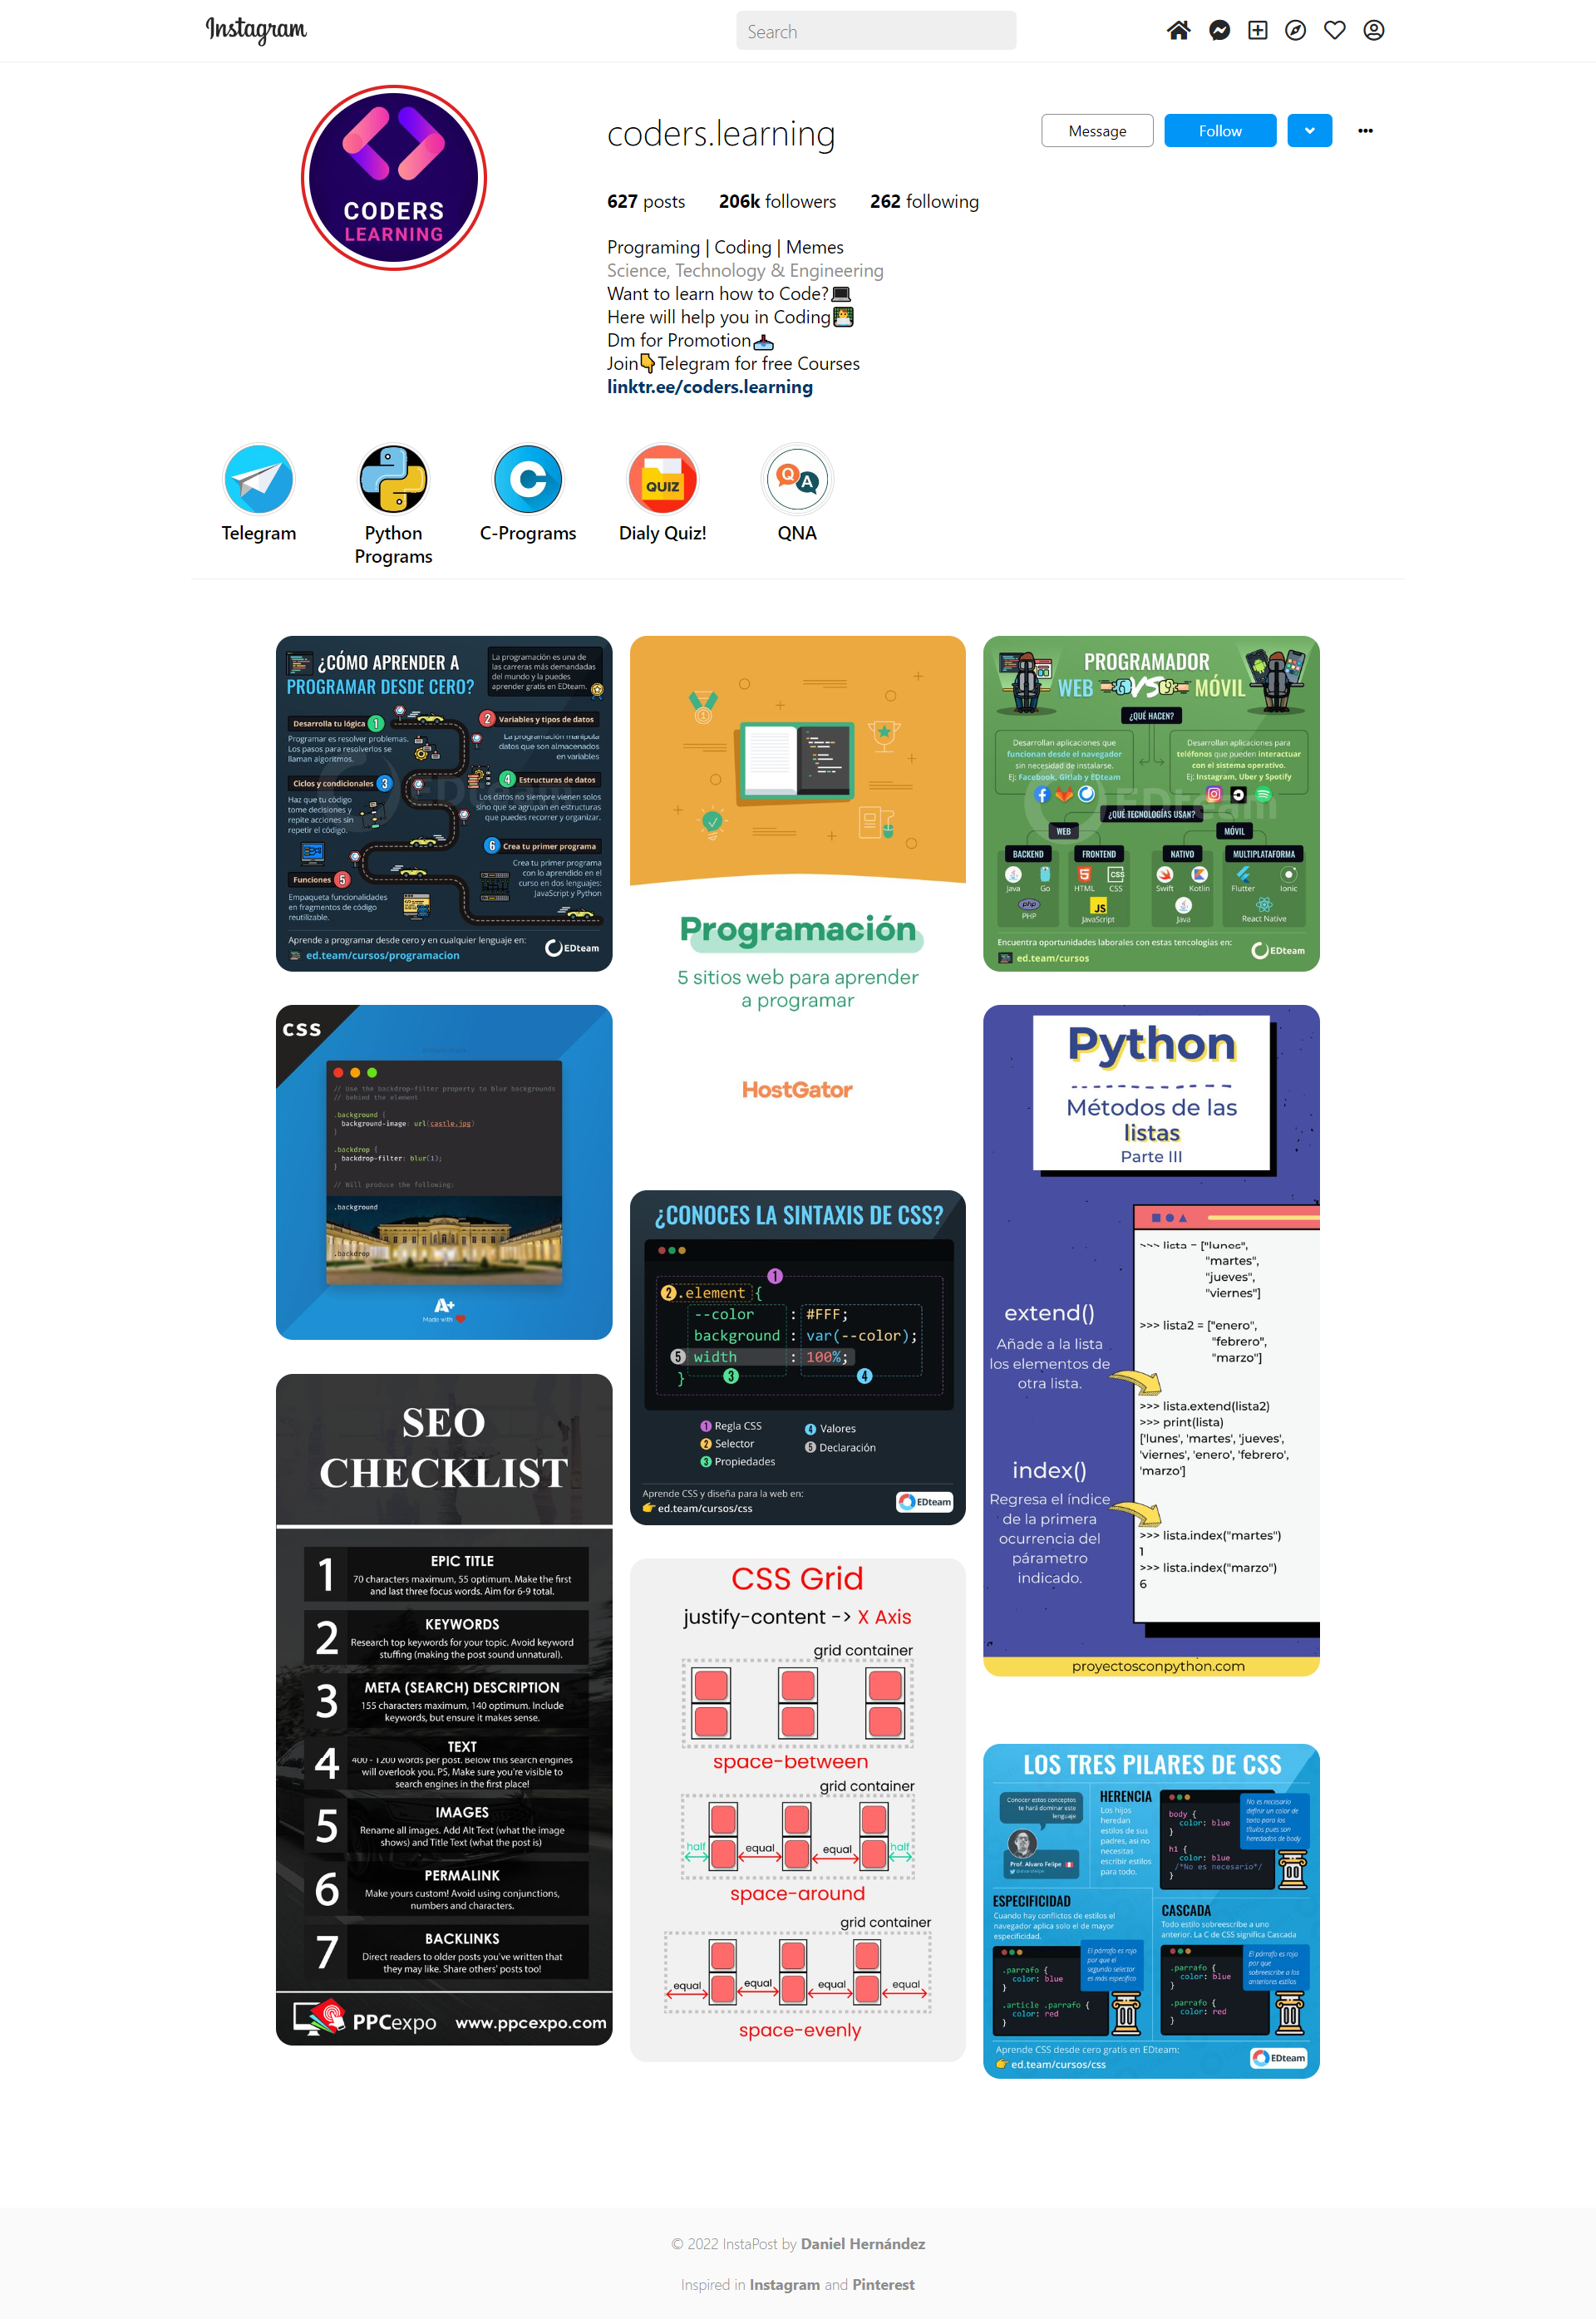 Instagram
Search
coders.learning
Message
Follow
627 posts 206k followers 262 following
Programing | Coding | Memes
Science, Technology & Engineering
Want to learn how to Code?💻
Here will help you in Coding👨‍💻
Dm for Promotion📥
Join👇Telegram for free Courses
linktr.ee/coders.learning
CODERS
LEARNING
QUIZ
Q A
Telegram
Python
Programs
C-Programs
Dialy Quiz!
QNA
¿CÓMO APRENDER A
PROGRAMAR DESDE CERO?
La programación es una de
las carreras más demandadas
del mundo y la puedes
aprender gratis en EDteam.
Desarrolla tu lógica 1
Programar es resolver problemas.
Los pasos para resolverlos se
llaman algoritmos.
2 Variables y tipos de datos
La programación manipula
datos que son almacenados
en variables
Ciclos y condicionales 3
Haz que tu código
tome decisiones y
repite acciones sin
repetir el código.
4 Estructuras de datos
Los datos no siempre vienen solos
sino que se agrupan en estructuras
que puedes recorrer y organizar.
Funciones 5
Empaqueta funcionalidades
en fragmentos de código
reutilizable.
6 Crea tu primer programa
Crea tu primer programa
con lo aprendido en el
curso en dos lenguajes:
JavaScript y Python
Aprende a programar desde cero y en cualquier lenguaje en:
ed.team/cursos/programacion
EDteam
Programación
5 sitios web para aprender
a programar
HostGator
PROGRAMADOR
WEB VS MÓVIL
¿QUÉ HACEN?
Desarrollan aplicaciones que
funcionan desde el navegador
sin necesidad de instalarse.
Ej: Facebook, Gitlab y EDteam
Desarrollan aplicaciones para
teléfonos que pueden interactuar
con el sistema operativo.
Ej: Instagram, Uber y Spotify
EDteam
¿QUÉ TECNOLOGÍAS USAN?
WEB
MÓVIL
BACKEND
FRONTEND
NATIVO
MULTIPLATAFORMA
Java Go
PHP
HTML CSS
JavaScript
Swift Kotlin
Java
Flutter Ionic
React Native
Encuentra oportunidades laborales con estas tencologías en:
ed.team/cursos
EDteam
CSS
// Use the backdrop-filter property to blur backgrounds
// behind the element
.background {
background-image: url(castle.jpg)
}
.backdrop {
backdrop-filter: blur(1);
}
// Will produce the following:
.background
.backdrop
A+
Made with
¿CONOCES LA SINTAXIS DE CSS?
1
2 .element {
--color : #FFF;
background : var(--color);
5 width : 100%;
} 3 4
1 Regla CSS
2 Selector
3 Propiedades
4 Valores
5 Declaración
Aprende CSS y diseña para la web en:
ed.team/cursos/css
EDteam
Python
Métodos de las
listas
Parte III
>>> lista = ["lunes",
"martes",
"jueves",
"viernes"]
>>> lista2 = ["enero",
"febrero",
"marzo"]
extend()
Añade a la lista
los elementos de
otra lista.
>>> lista.extend(lista2)
>>> print(lista)
['lunes', 'martes', 'jueves',
'viernes', 'enero', 'febrero',
'marzo']
index()
Regresa el índice
de la primera
ocurrencia del
párametro
indicado.
>>> lista.index("martes")
1
>>> lista.index("marzo")
6
proyectosconpython.com
SEO
CHECKLIST
1 EPIC TITLE
70 characters maximum, 55 optimum. Make the first
and last three focus words. Aim for 6-9 total.
2 KEYWORDS
Research top keywords for your topic. Avoid keyword
stuffing (making the post sound unnatural).
3 META (SEARCH) DESCRIPTION
155 characters maximum, 140 optimum. Include
keywords, but ensure it makes sense.
4 TEXT
400 - 1200 words per post. Below this search engines
will overlook you. PS, Make sure you're visible to
search engines in the first place!
5 IMAGES
Rename all images. Add Alt Text (what the image
shows) and Title Text (what the post is)
6 PERMALINK
Make yours custom! Avoid using conjunctions,
numbers and characters.
7 BACKLINKS
Direct readers to older posts you've written that
they may like. Share others' posts too!
PPCexpo www.ppcexpo.com
CSS Grid
justify-content -> X Axis
grid container
space-between
grid container
half equal equal half
space-around
grid container
equal equal equal equal
space-evenly
LOS TRES PILARES DE CSS
Conocer estos conceptos
te hará dominar este
lenguaje
Prof. Alvaro Felipe
HERENCIA
Los hijos
heredan
estilos de sus
padres, así no
necesitas
escribir estilos
para todo.
body {
color: blue
}
h1 {
color: blue
/*No es necesario*/
}
No es necesario
definir un color de
texto para los
títulos pues son
heredados de body
ESPECIFICIDAD
Cuando hay conflictos de estilos el
navegador aplica solo el de mayor
especificidad.
.parrafo {
color: blue
}
.article .parrafo {
color: red
}
El párrafo es rojo
por que el
segundo selector
es más específico
CASCADA
Todo estilo sobreescribe a uno
anterior. La C de CSS significa Cascada
.parrafo {
color: blue
}
.parrafo {
color: red
}
El párrafo es rojo
por que
sobreescribe a los
anteriores estilos
Aprende CSS desde cero gratis en EDteam:
ed.team/cursos/css
EDteam
© 2022 InstaPost by Daniel Hernández
Inspired in Instagram and Pinterest